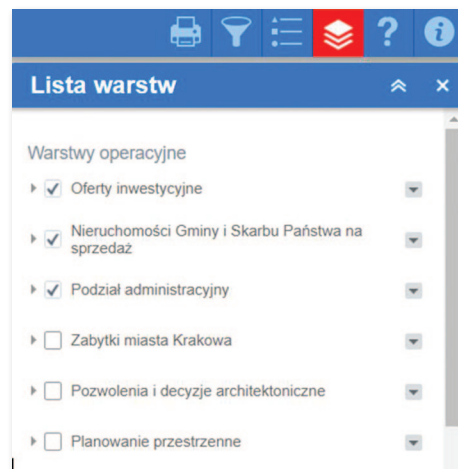 Lista warstw
Warstwy operacyjne
Oferty inwestycyjne
Nieruchomości Gminy i Skarbu Państwa na
sprzedaż
Podział administracyjny
Zabytki miasta Krakowa
Pozwolenia i decyzje architektoniczne
Planowanie przestrzenne